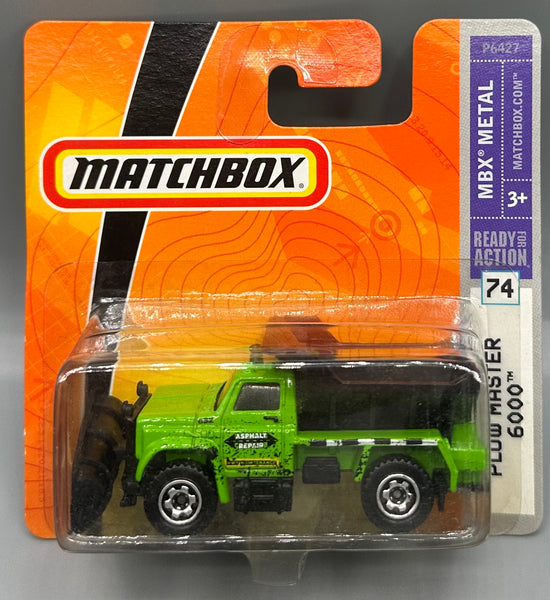 P6427
MATCHBOX®
MBX® METAL
MATCHBOX.COM™
3+
READY FOR ACTION
74
PLOW MASTER
6000™
ASPHALT
REPAIR